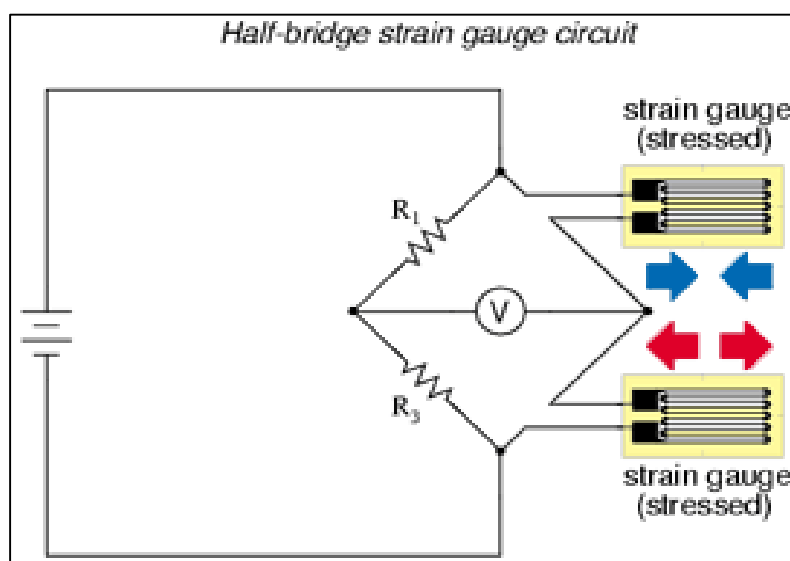 Half-bridge strain gauge circuit
strain gauge
(stressed)
R1
V
R3
strain gauge
(stressed)